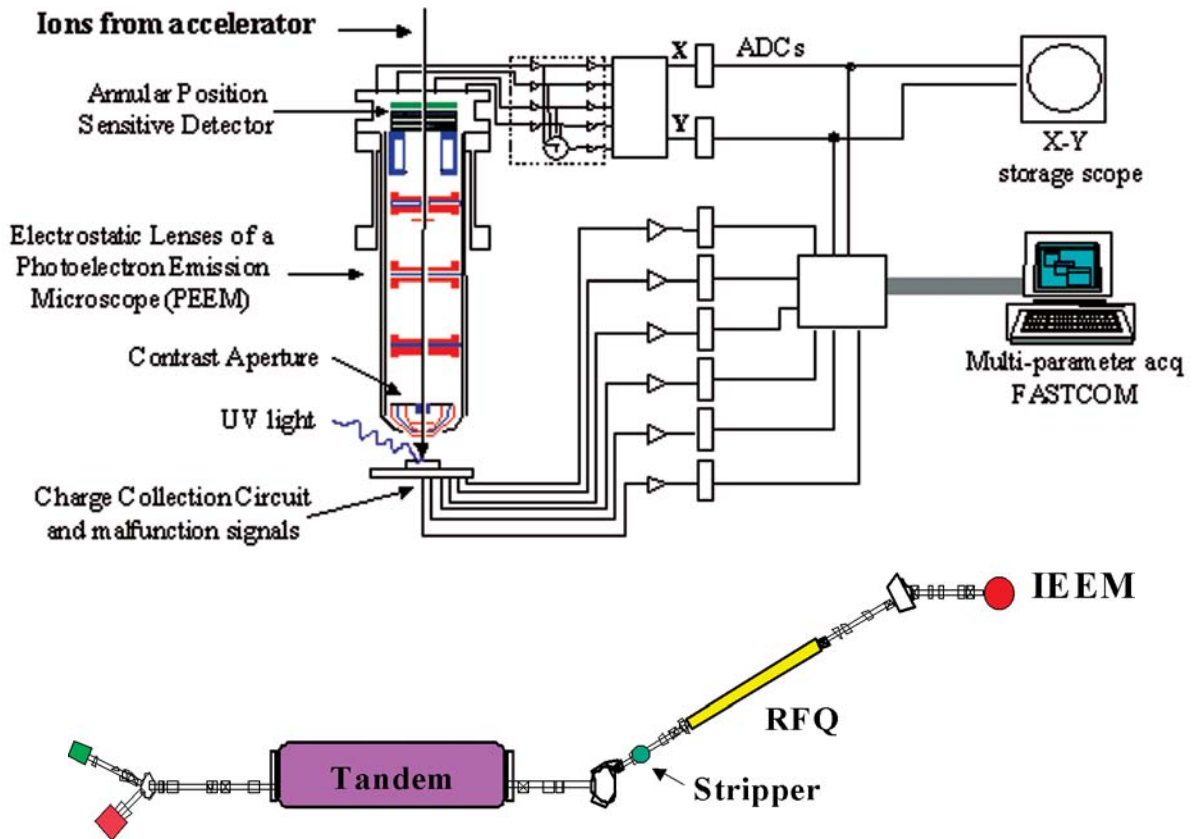 Ions from accelerator
Annular Position
Sensitive Detector
Electrostatic Lenses of a
Photoelectron Emission
Microscope (PEEM)
Contrast Aperture
UV light
Charge Collection Circuit
and malfunction signals
X
ADCs
Y
X-Y
storage scope
Multi-parameter acq
FASTCOM
IEEM
RFQ
Stripper
Tandem